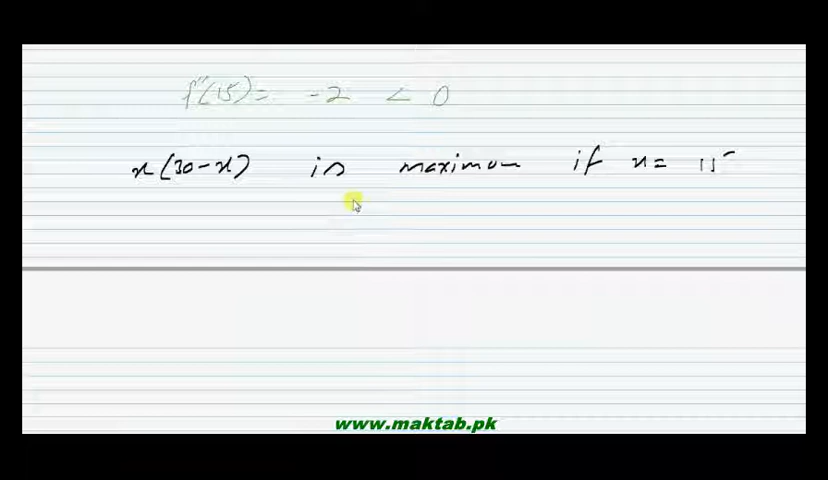 f''(15) = -2 < 0
x(30-x) is maximum if x = 15
www.maktab.pk